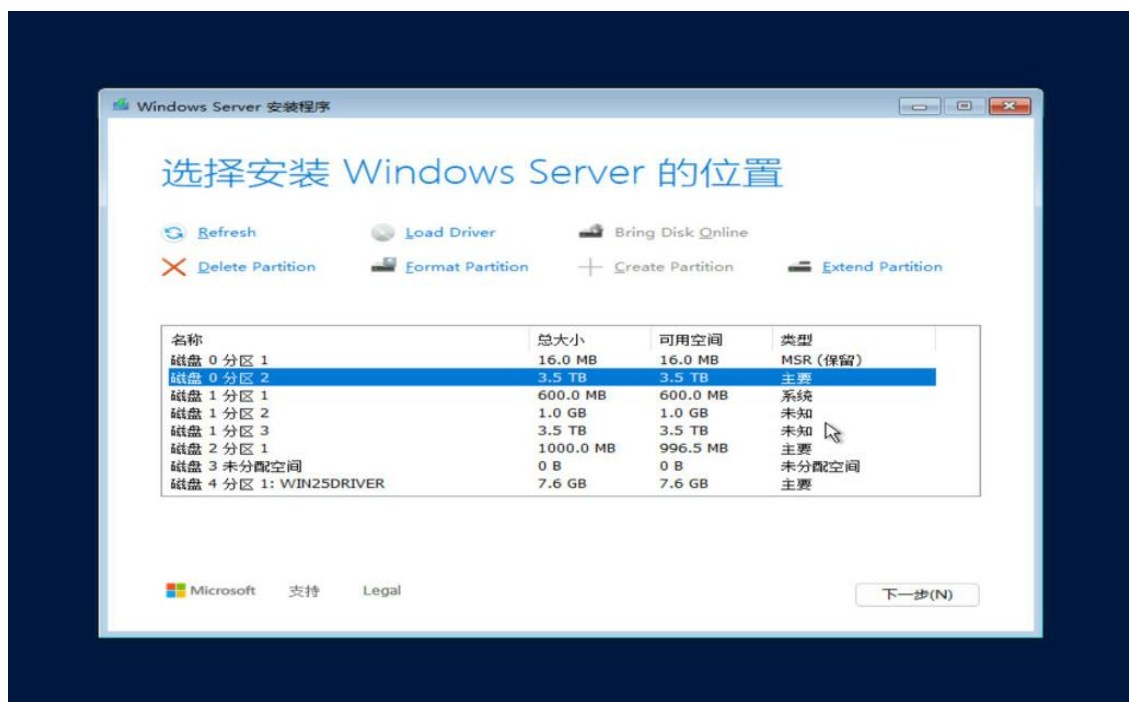 Windows Server 安装程序
选择安装 Windows Server 的位置
Refresh Load Driver Bring Disk Online
Delete Partition Format Partition Create Partition Extend Partition
名称 总大小 可用空间 类型
磁盘 0 分区 1 16.0 MB 16.0 MB MSR (保留)
磁盘 0 分区 2 3.5 TB 3.5 TB 主要
磁盘 1 分区 1 600.0 MB 600.0 MB 系统
磁盘 1 分区 2 1.0 GB 1.0 GB 未知
磁盘 1 分区 3 3.5 TB 3.5 TB 未知
磁盘 2 分区 1 1000.0 MB 996.5 MB 主要
磁盘 3 未分配空间 0 B 0 B 未分配空间
磁盘 4 分区 1: WIN25DRIVER 7.6 GB 7.6 GB 主要
Microsoft 支持 Legal 下一步(N)